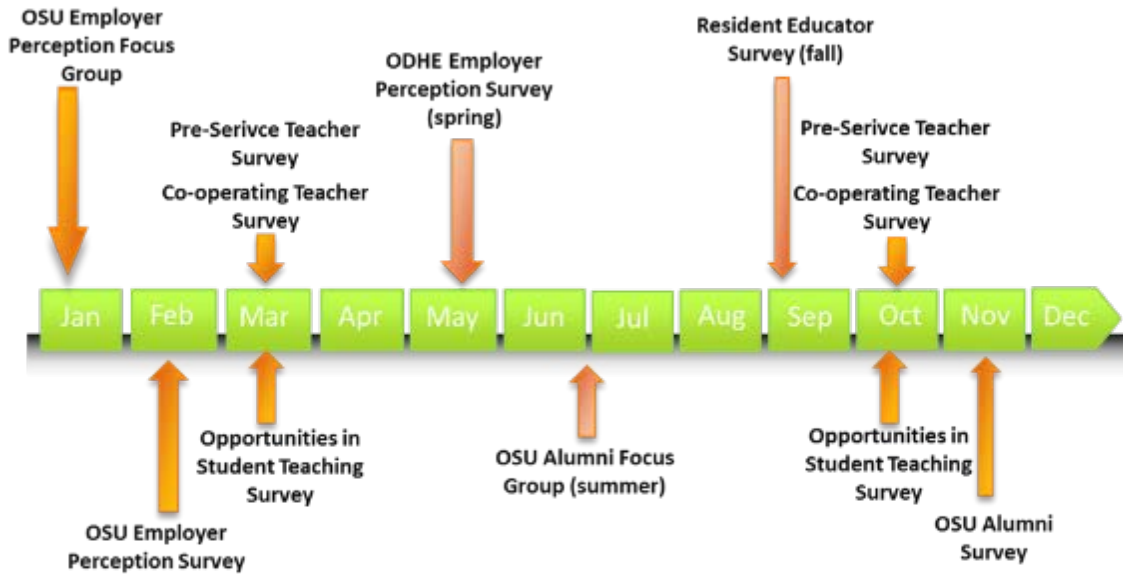 OSU Employer
Perception Focus
Group
Resident Educator
Survey (fall)
ODHE Employer
Perception Survey
(spring)
Pre-Serivce Teacher
Survey
Co-operating Teacher
Survey
Pre-Serivce Teacher
Survey
Co-operating Teacher
Survey
Jan
Feb
Mar
Apr
May
Jun
Jul
Aug
Sep
Oct
Nov
Dec
Opportunities in
Student Teaching
Survey
OSU Employer
Perception Survey
OSU Alumni Focus
Group (summer)
Opportunities in
Student Teaching
Survey
OSU Alumni
Survey